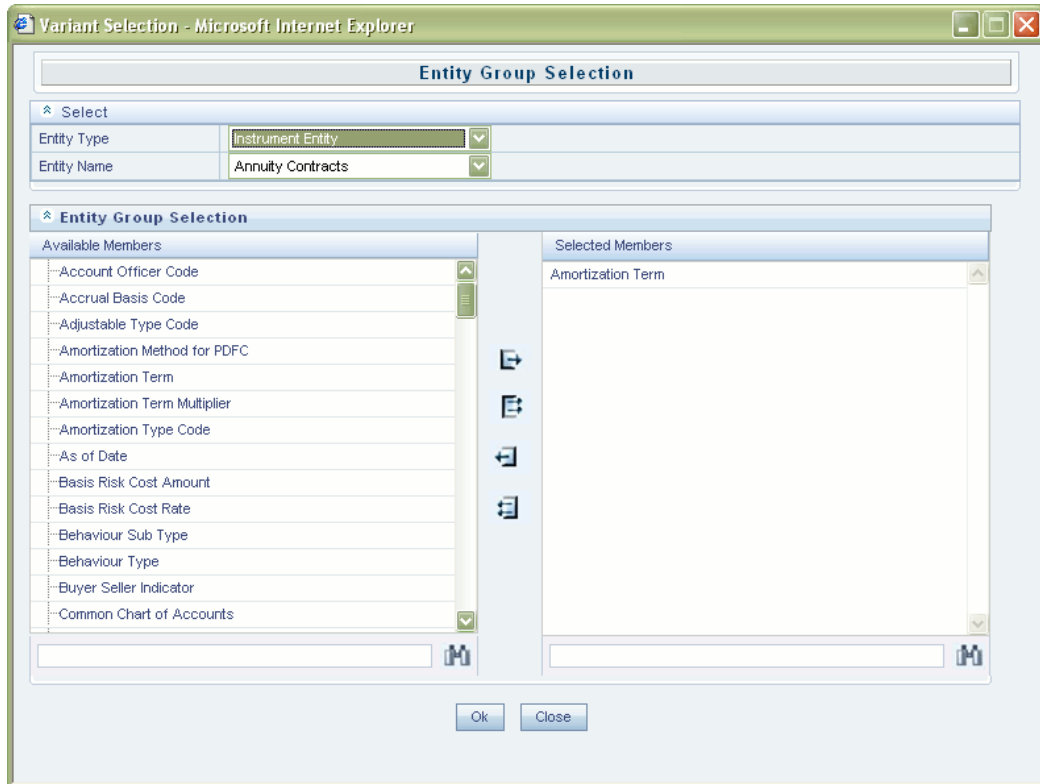 Variant Selection - Microsoft Internet Explorer
Entity Group Selection
Select
Entity Type Instrument Entity
Entity Name Annuity Contracts
Entity Group Selection
Available Members
Account Officer Code
Accrual Basis Code
Adjustable Type Code
Amortization Method for PDFC
Amortization Term
Amortization Term Multiplier
Amortization Type Code
As of Date
Basis Risk Cost Amount
Basis Risk Cost Rate
Behaviour Sub Type
Behaviour Type
Buyer Seller Indicator
Common Chart of Accounts
Selected Members
Amortization Term
Ok Close